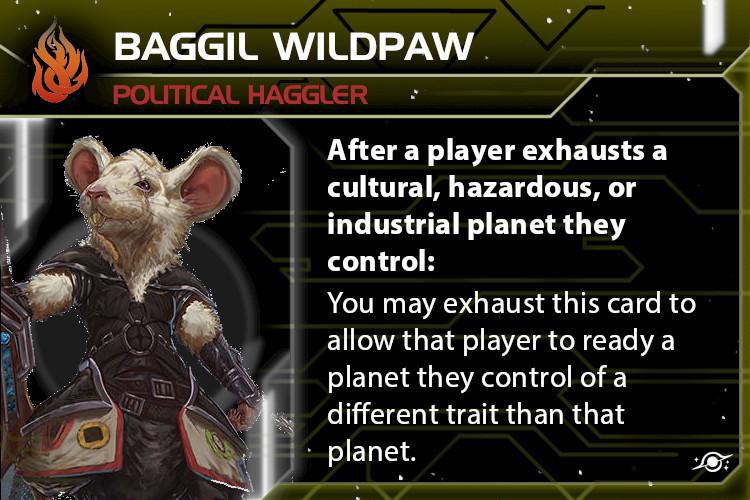 BAGGIL WILDPAW
POLITICAL HAGGLER
After a player exhausts a
cultural, hazardous, or
industrial planet they
control:
You may exhaust this card to
allow that player to ready a
planet they control of a
different trait than that
planet.